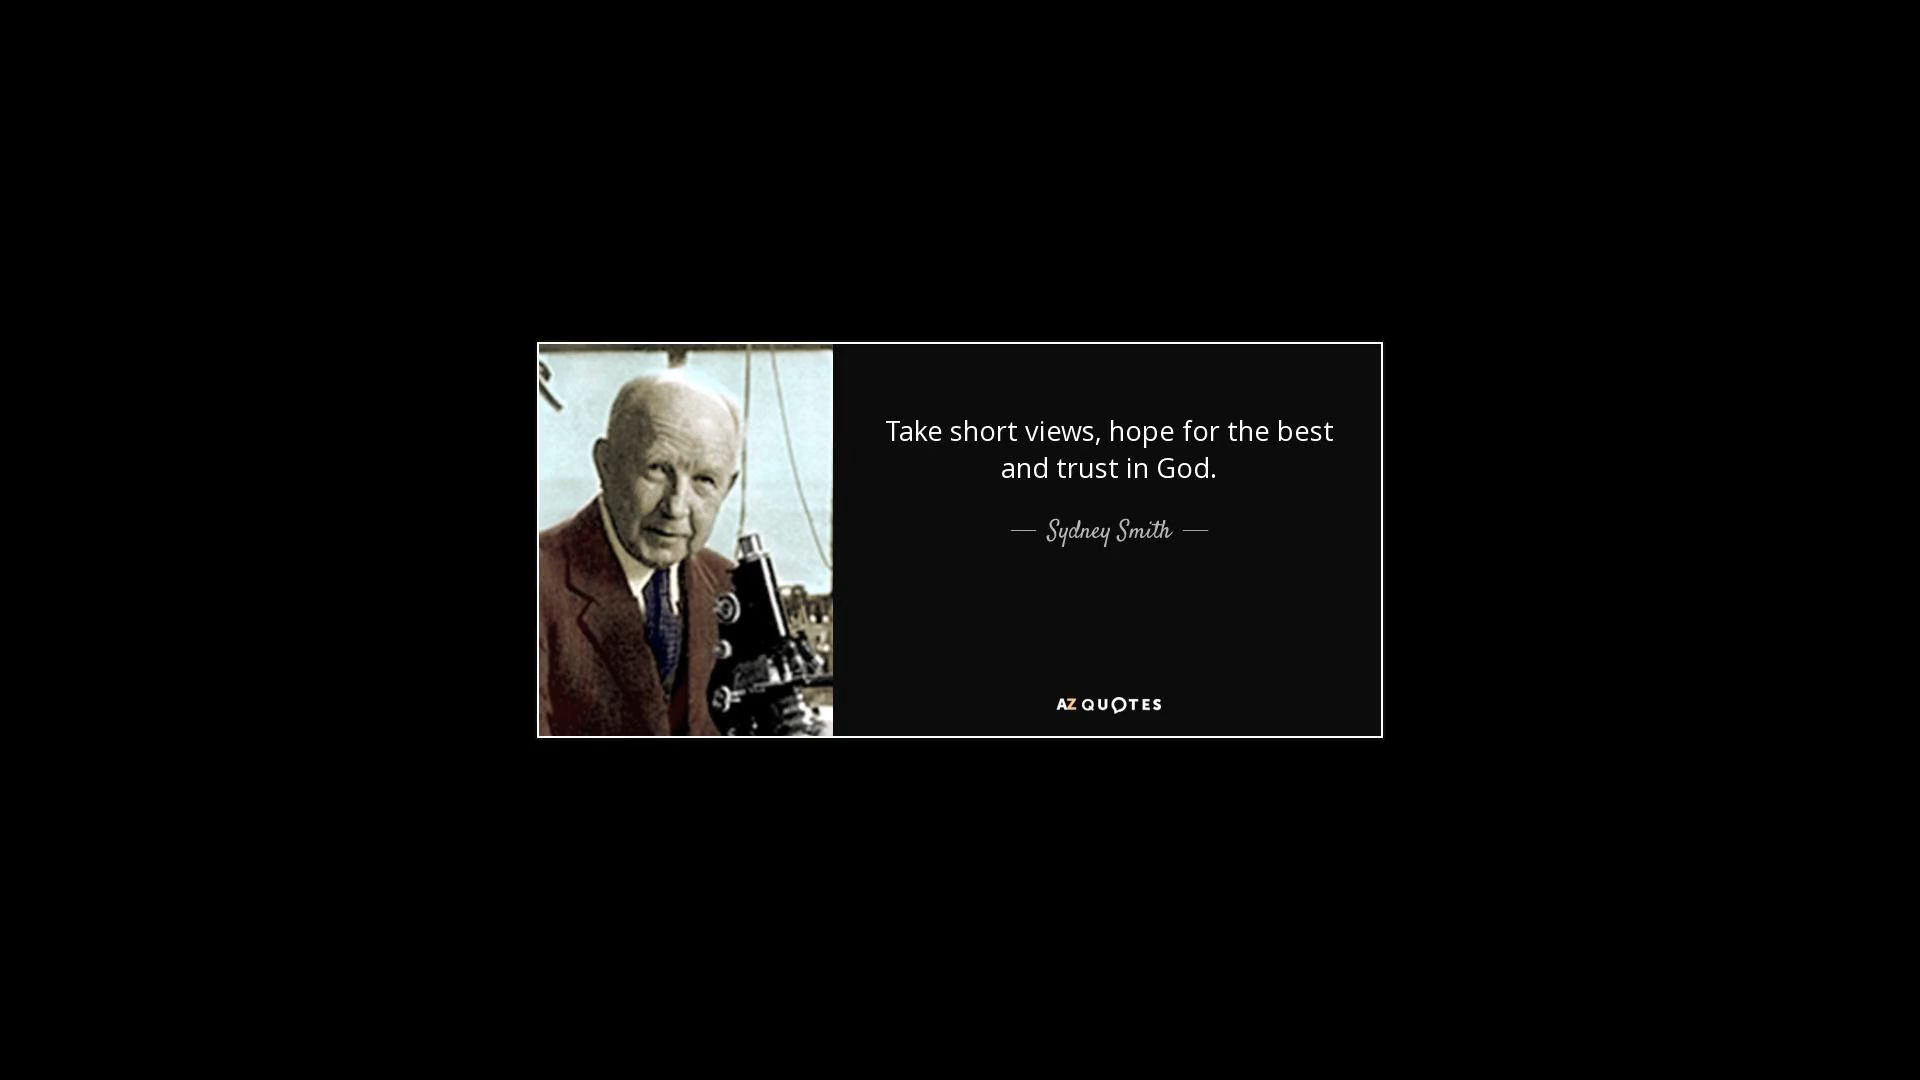 Take short views, hope for the best
and trust in God.
Sydney Smith
AZ QUOTES